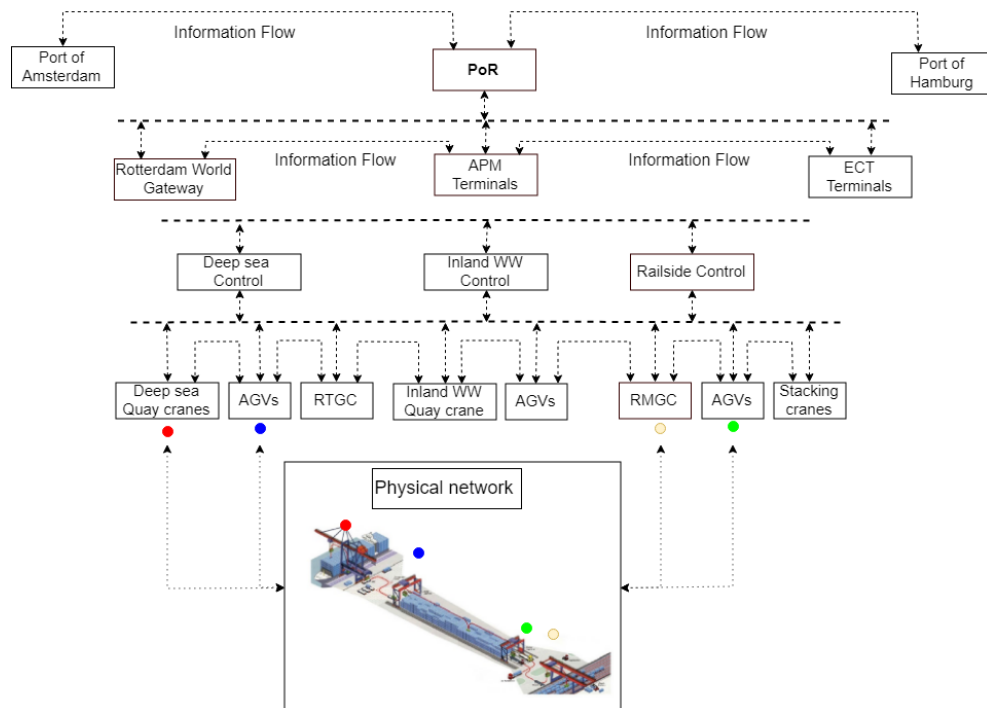 Information Flow
Information Flow
Port of
Amsterdam
PoR
Port of
Hamburg
Rotterdam World
Gateway
Information Flow
APM
Terminals
Information Flow
ECT
Terminals
Deep sea
Control
Inland WW
Control
Railside Control
Deep sea
Quay cranes
AGVs
RTGC
Inland WW
Quay crane
AGVs
RMGC
AGVs
Stacking
cranes
Physical network